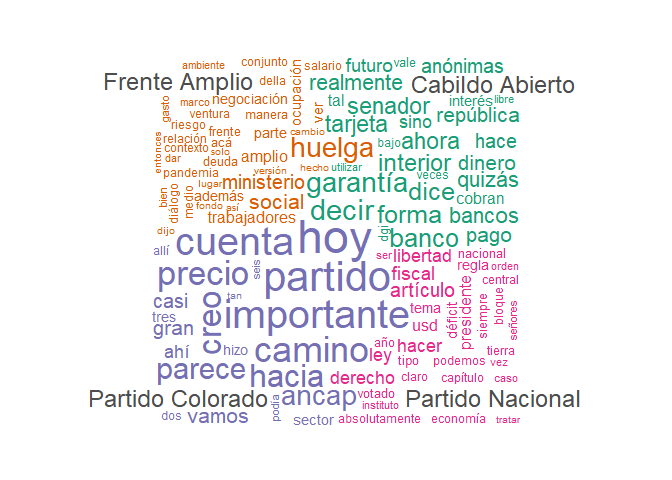 ambiente conjunto salario futuro vale anónimas
Frente Amplio della realmente Cabildo Abierto
gasto marco negociación ocupación ver tal senador interés libre
ventura manera tarjeta sino república
riesgo frente parte cambio
entonces relación acá huelga bajo ahora hace
contexto solo amplio interior dinero
dar deuda hecho utilizar
pandemia versión garantía veces quizás
lugar ministerio dice cobran
bien diálogo medio además social decir forma bancos
fondo así trabajadores
dijo cuenta hoy dgi banco pago
allí ser libertad nacional
precio seis partido fiscal regla orden
casi tan artículo presidente central
tres creo importante tema déficit siempre bloque señores
gran usd
ahí hizo camino año ley hacer tierra
parece hacia tipo podemos vez
derecho claro capítulo caso
Partido Colorado ancap votado Partido Nacional
instituto
dos vamos podía sector absolutamente economía tratar